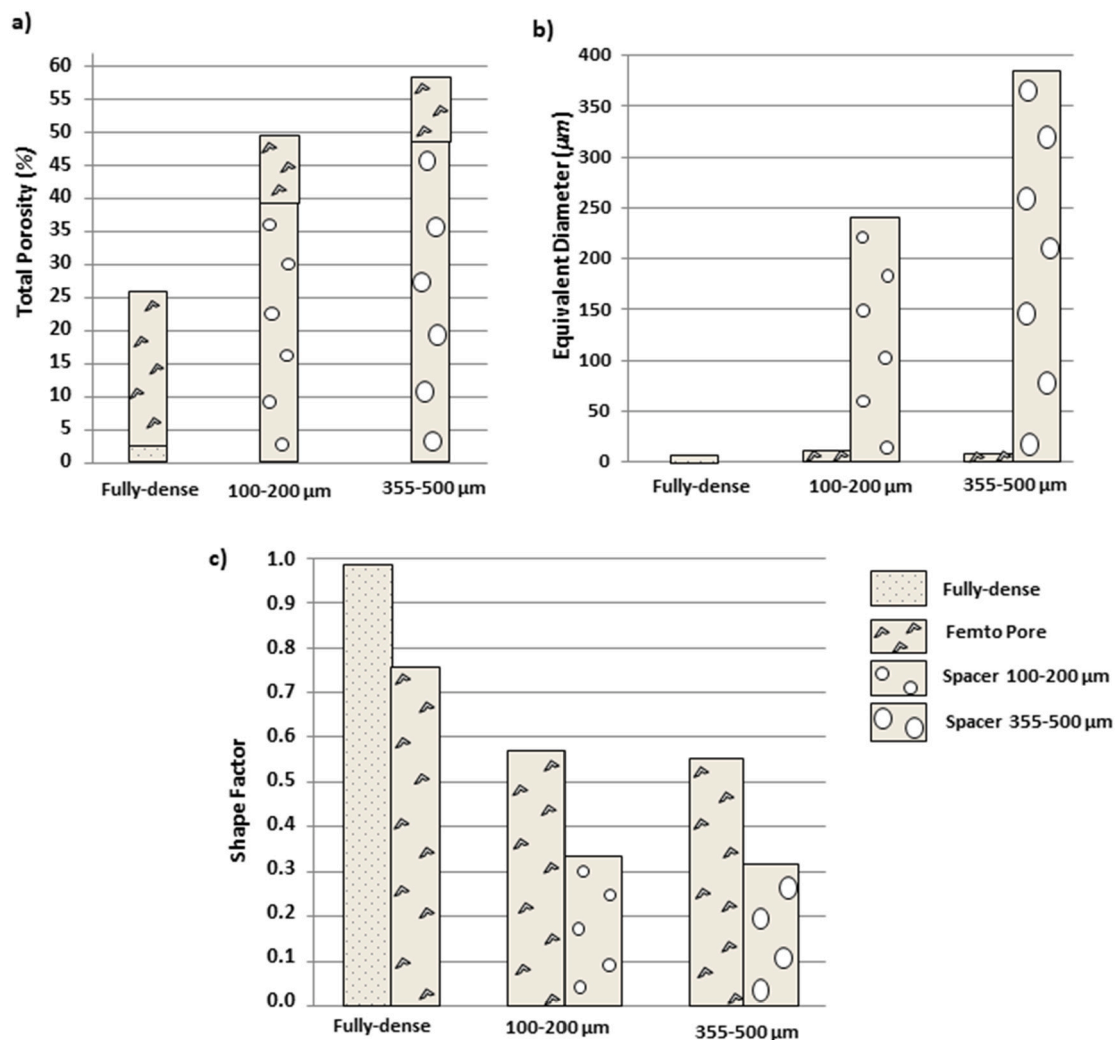 a)
Total Porosity (%)
60
55
50
45
40
35
30
25
20
15
10
5
0
Fully-dense 100-200 µm 355-500 µm
b)
Equivalent Diameter (µm)
400
350
300
250
200
150
100
50
0
Fully-dense 100-200 µm 355-500 µm
c)
Shape Factor
1.0
0.9
0.8
0.7
0.6
0.5
0.4
0.3
0.2
0.1
0.0
Fully-dense 100-200 µm 355-500 µm
Fully-dense
Femto Pore
Spacer 100-200 µm
Spacer 355-500 µm